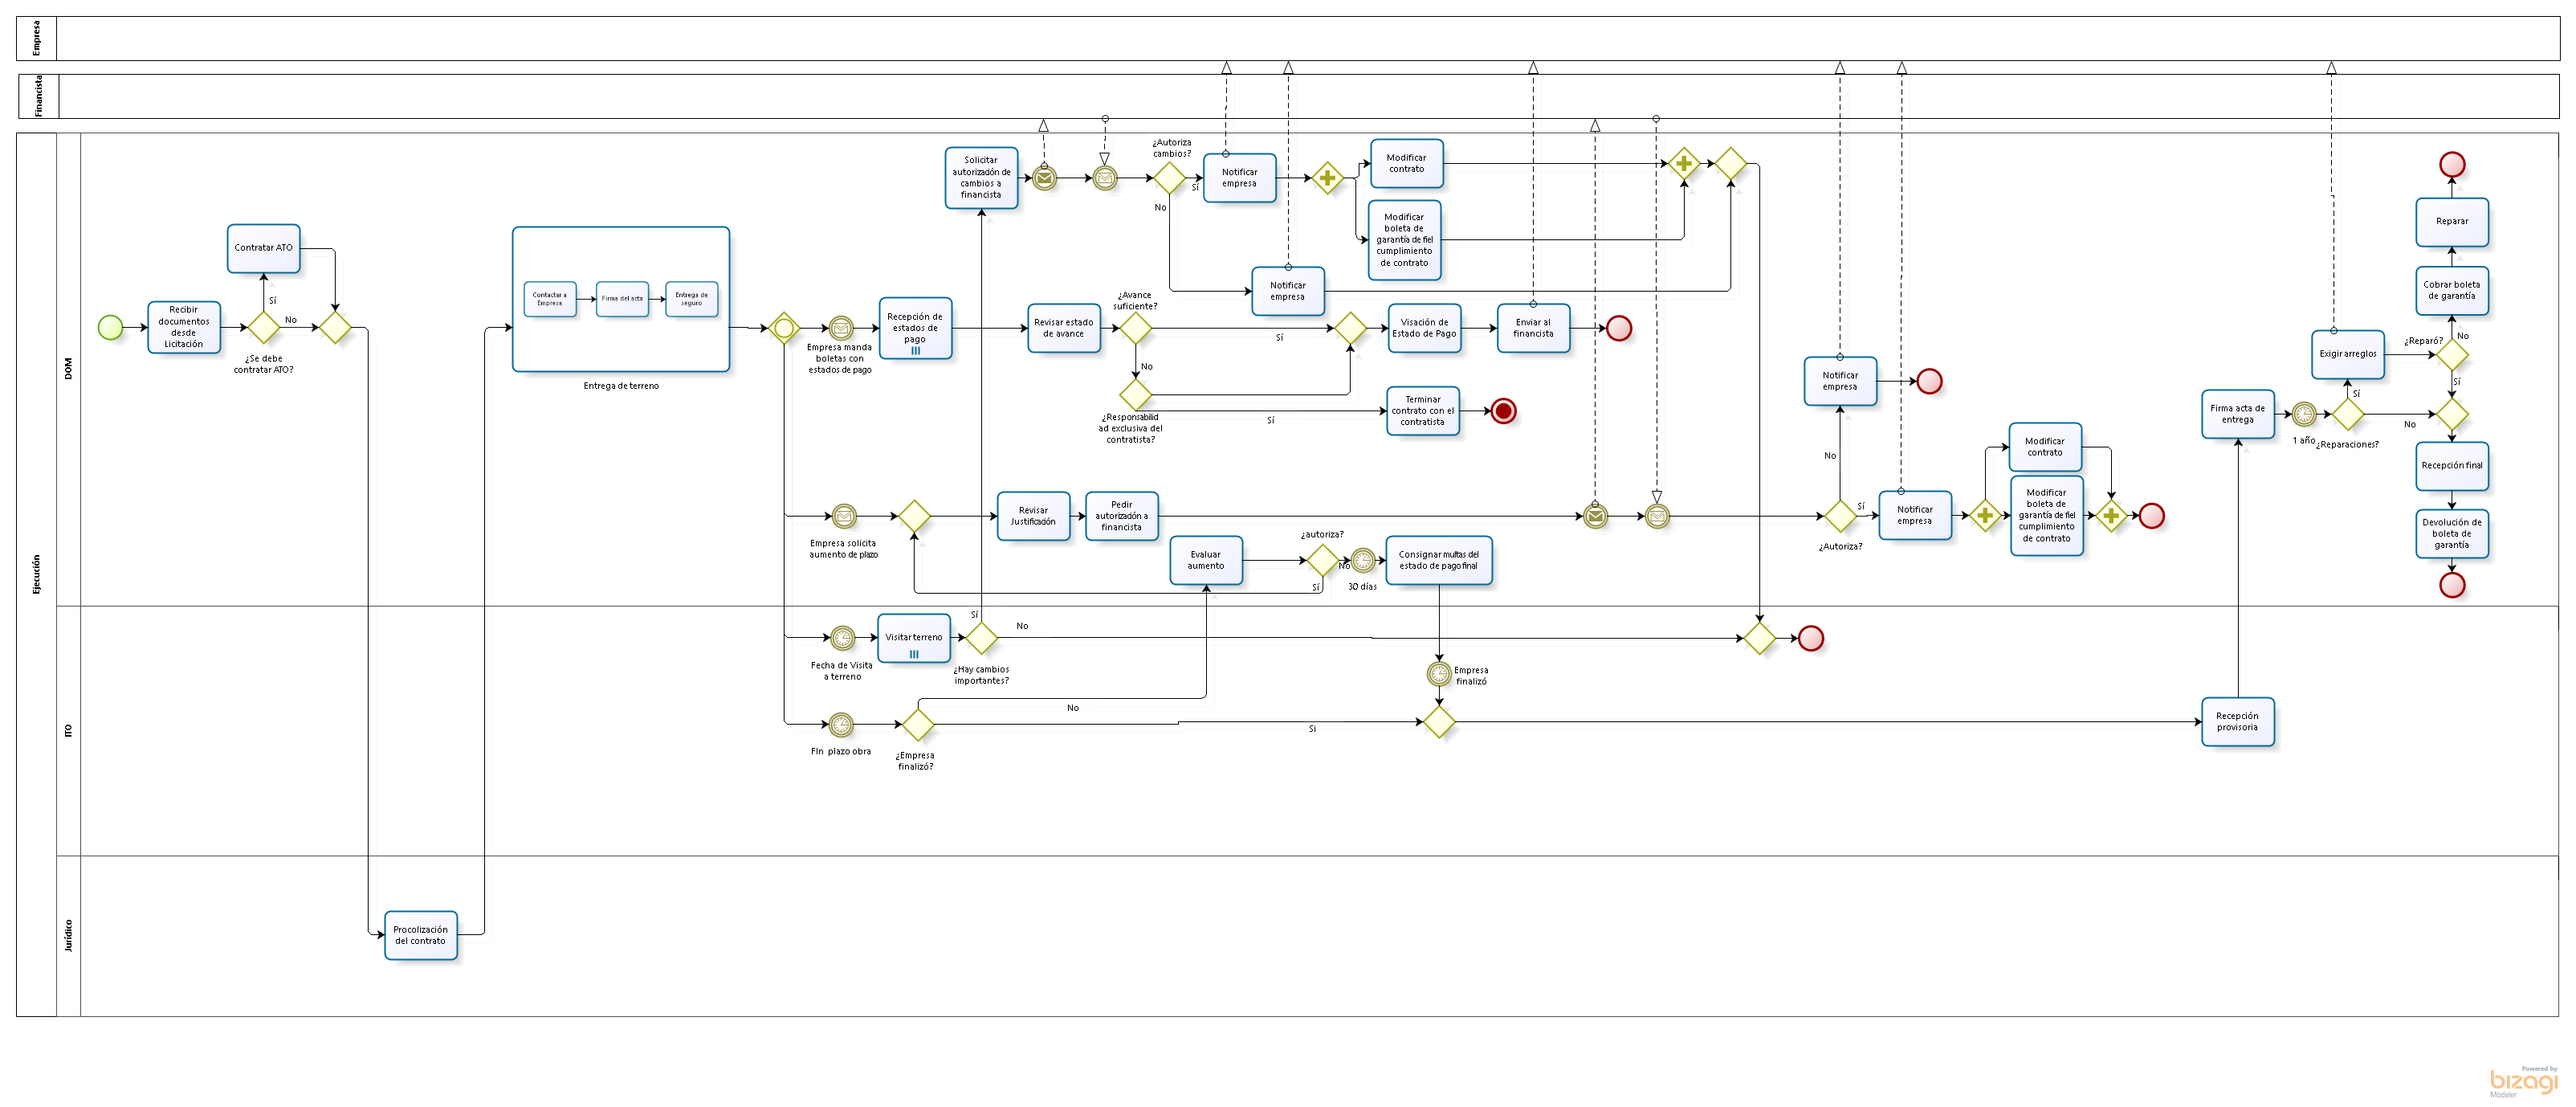 Empresa
Financista
Ejecución
DOM
ITO
Jurídico
Recibir
documentos
desde
Licitación
¿Se debe
contratar ATO?
Sí
No
Contratar ATO
Procolización
del contrato
Contactar a
Empresa
Firma del acta
Entrega de
seguro
Entrega de terreno
Empresa manda
boletas con
estados de pago
Recepción de
estados de
pago
Revisar estado
de avance
¿Avance
suficiente?
Sí
No
¿Responsabilid
ad exclusiva del
contratista?
Sí
Visación de
Estado de Pago
Enviar al
financista
Terminar
contrato con el
contratista
Solicitar
autorización de
cambios a
financista
¿Autoriza
cambios?
Sí
No
Notificar
empresa
Notificar
empresa
Modificar
contrato
Modificar
boleta de
garantía de fiel
cumplimiento
de contrato
Empresa solicita
aumento de plazo
Revisar
Justificación
Pedir
autorización a
financista
¿Autoriza?
No
Sí
Notificar
empresa
Notificar
empresa
Modificar
contrato
Modificar
boleta de
garantía de fiel
cumplimiento
de contrato
Evaluar
aumento
¿autoriza?
No
Sí
30 días
Consignar multas del
estado de pago final
Fecha de Visita
a terreno
Visitar terreno
Sí
No
¿Hay cambios
importantes?
Empresa
finalizó
FIn plazo obra
¿Empresa
finalizó?
No
Si
Recepción
provisoria
Firma acta de
entrega
1 año
¿Reparaciones?
Sí
No
Exigir arreglos
¿Reparó?
No
Sí
Cobrar boleta
de garantía
Reparar
Recepción final
Devolución de
boleta de
garantía
Powered by
bizagi
Modeler